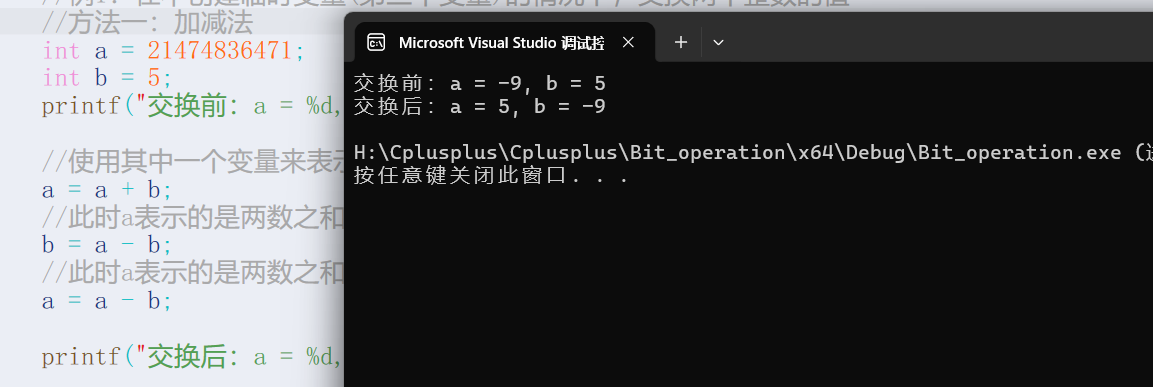 //方法一：加减法
int a = 21474836471;
int b = 5;
printf("交换前：a = %d,
//使用其中一个变量来表示
a = a + b;
//此时a表示的是两数之和
b = a - b;
//此时a表示的是两数之和
a = a - b;
printf("交换后：a = %d,
Microsoft Visual Studio 调试控
交换前：a = -9, b = 5
交换后：a = 5, b = -9
H:\Cplusplus\Cplusplus\Bit_operation\x64\Debug\Bit_operation.exe (
按任意键关闭此窗口. . .